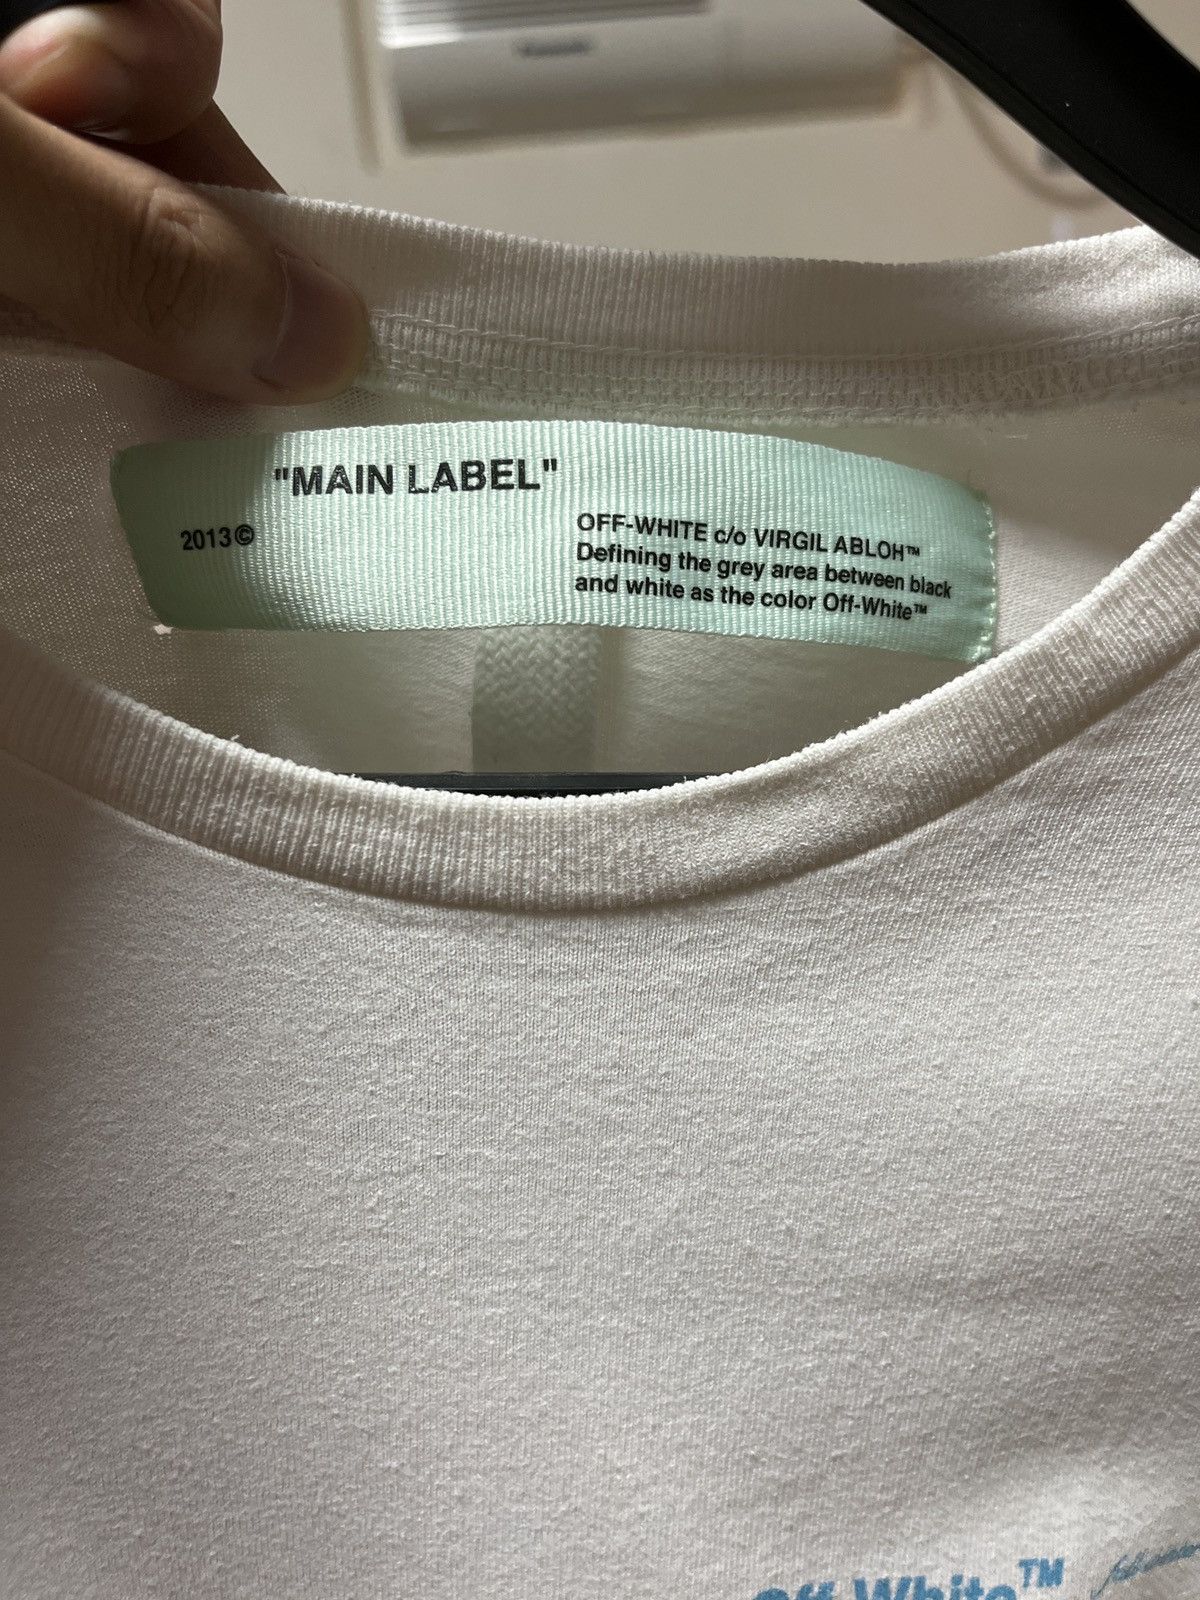 "MAIN LABEL"
2013©
OFF-WHITE c/o VIRGIL ABLOH™
Defining the grey area between black
and white as the color Off-White™
Off-White™